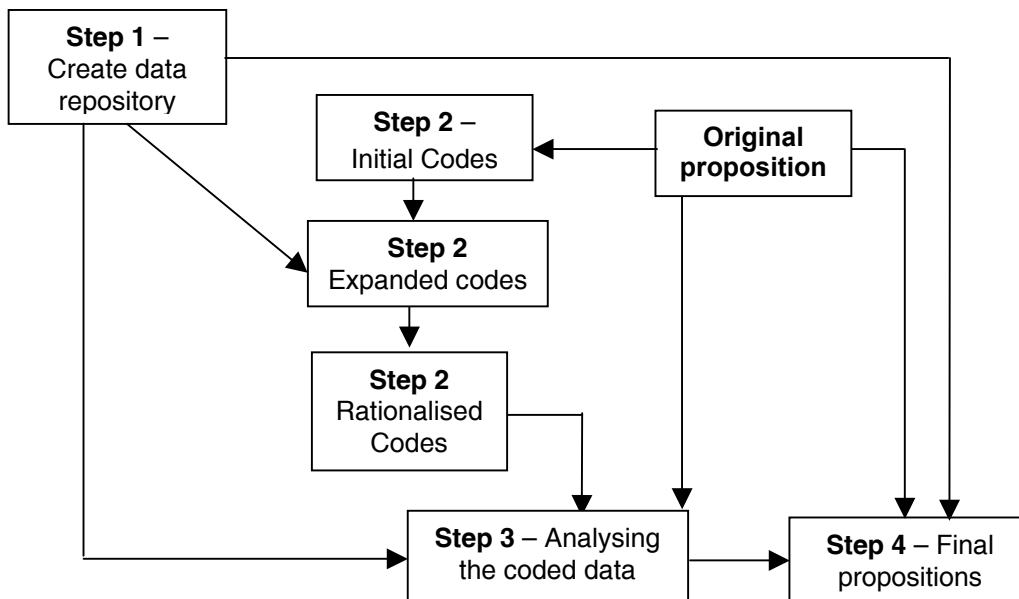 Step 1 –
Create data
repository
Step 2 –
Initial Codes
Original
proposition
Step 2
Expanded codes
Step 2
Rationalised
Codes
Step 3 – Analysing
the coded data
Step 4 – Final
propositions